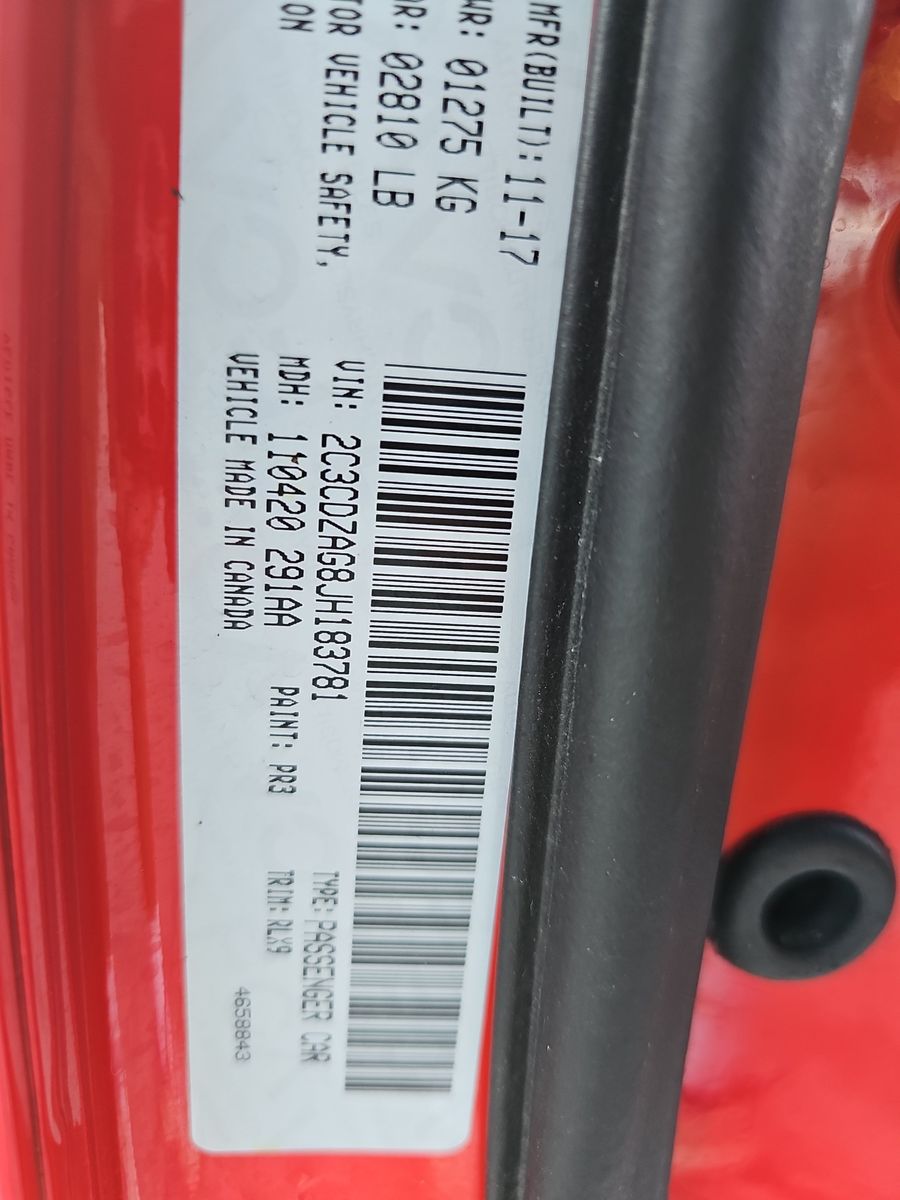 MFR(BUILT): 11-17
WR: 01275 KG
R: 02810 LB
TOR VEHICLE SAFETY,
ON
VIN: 2C3CDZAG8JH183781
TYPE: PASSENGER CAR
MDH: 110420 291AA
PAINT: PR3
TRIM: RLX9
VEHICLE MADE IN CANADA
4658843